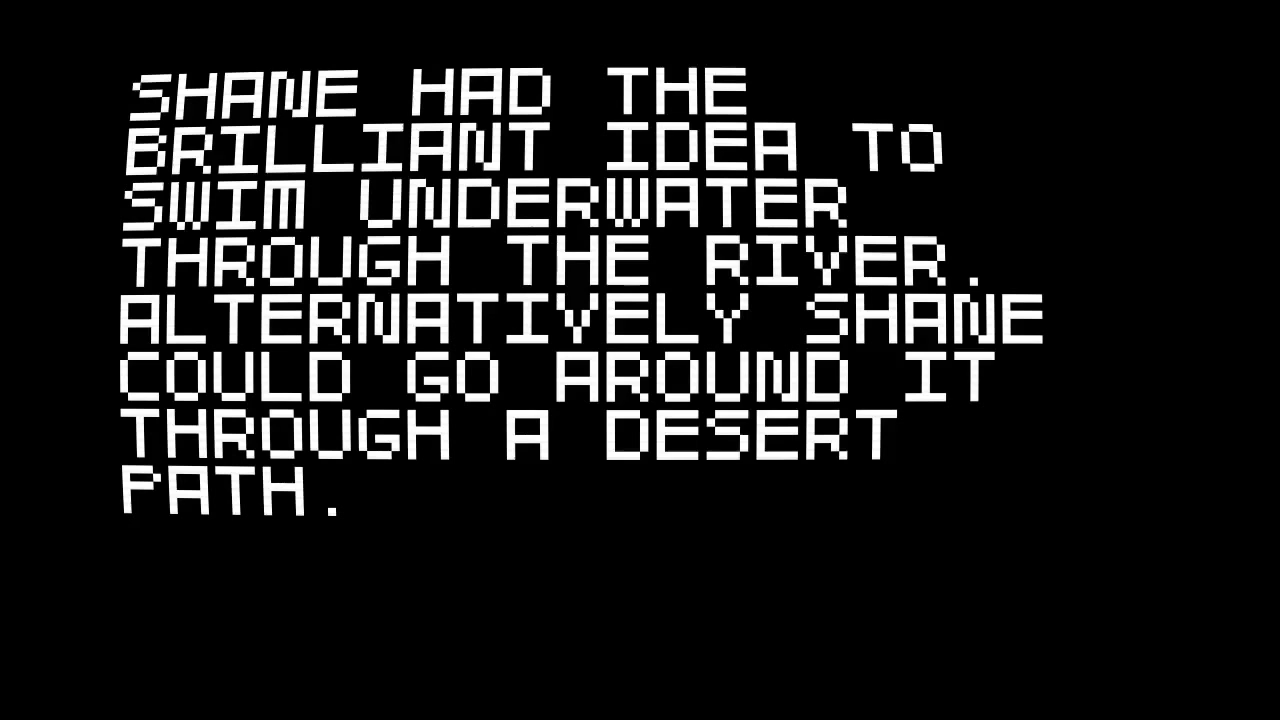 SHANE HAD THE
BRILLIANT IDEA TO
SWIM UNDERWATER
THROUGH THE RIVER.
ALTERNATIVELY SHANE
COULD GO AROUND IT
THROUGH A DESERT
PATH.